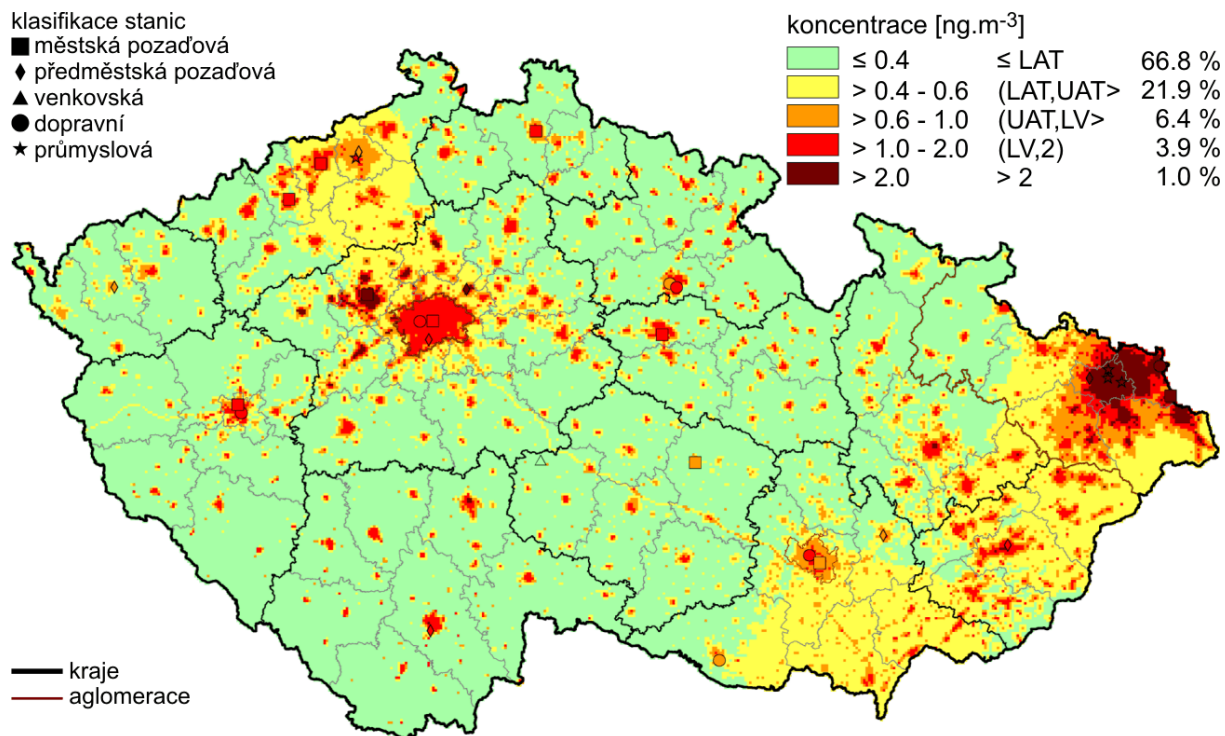 klasifikace stanic
městská pozaďová
předměstská pozaďová
venkovská
dopravní
průmyslová
koncentrace [ng.m-3]
≤ 0.4 ≤ LAT 66.8 %
> 0.4 - 0.6 (LAT,UAT> 21.9 %
> 0.6 - 1.0 (UAT,LV> 6.4 %
> 1.0 - 2.0 (LV,2) 3.9 %
> 2.0 > 2 1.0 %
kraje
aglomerace